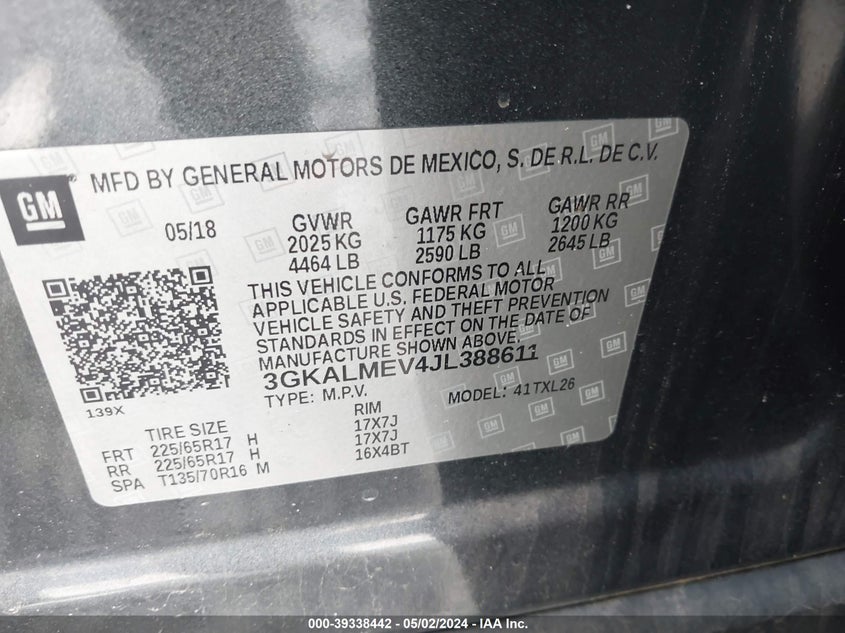 GM
MFD BY GENERAL MOTORS DE MEXICO, S. DE R.L. DE C.V.
05/18 GVWR GAWR FRT GAWR RR
2025 KG 1175 KG 1200 KG
4464 LB 2590 LB 2645 LB
THIS VEHICLE CONFORMS TO ALL
APPLICABLE U.S. FEDERAL MOTOR
VEHICLE SAFETY AND THEFT PREVENTION
STANDARDS IN EFFECT ON THE DATE OF
MANUFACTURE SHOWN ABOVE.
3GKALMEV4JL388611
TYPE: M.P.V. MODEL: 41TXL26
139X
TIRE SIZE RIM
FRT 225/65R17 H 17X7J
RR 225/65R17 H 17X7J
SPA T135/70R16 M 16X4BT
000-39338442 - 05/02/2024 - IAA Inc.